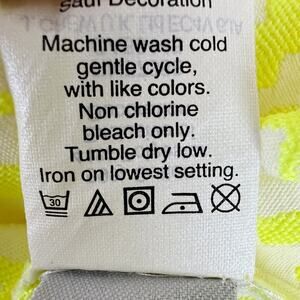 sauf Decoration
Machine wash cold
gentle cycle,
with like colors.
Non chlorine
bleach only.
Tumble dry low.
Iron on lowest setting.
30